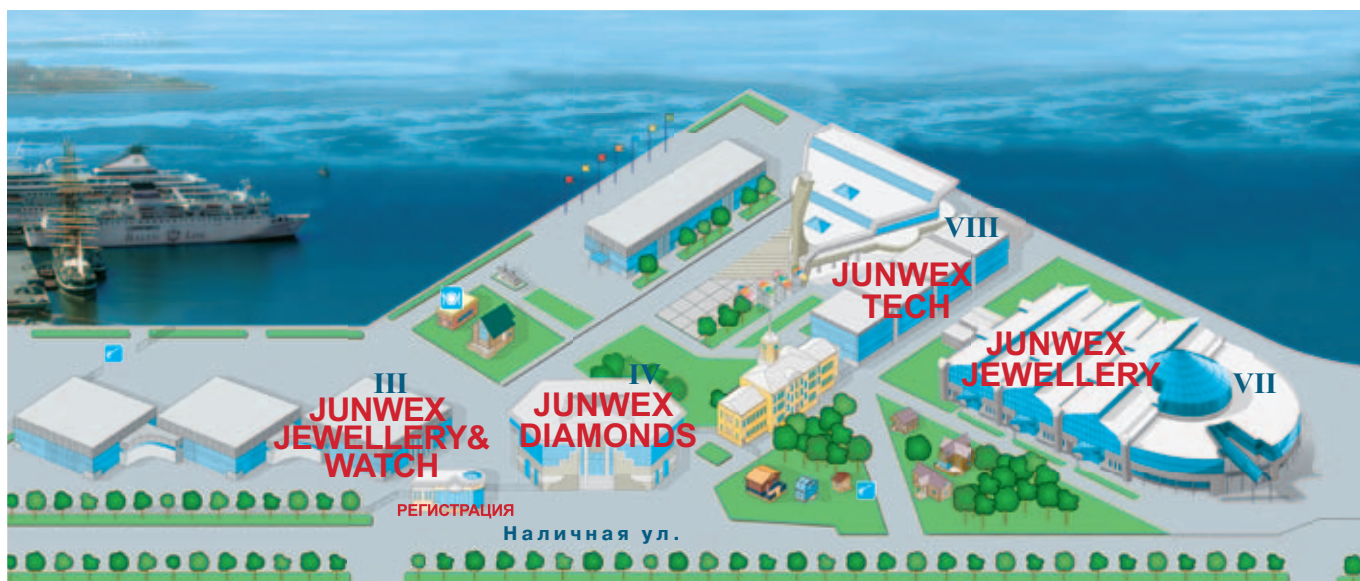 VIII
JUNWEX
TECH
JUNWEX
JEWELLERY
VII
III
JUNWEX
JEWELLERY&
WATCH
IV
JUNWEX
DIAMONDS
РЕГИСТРАЦИЯ
Наличная ул.